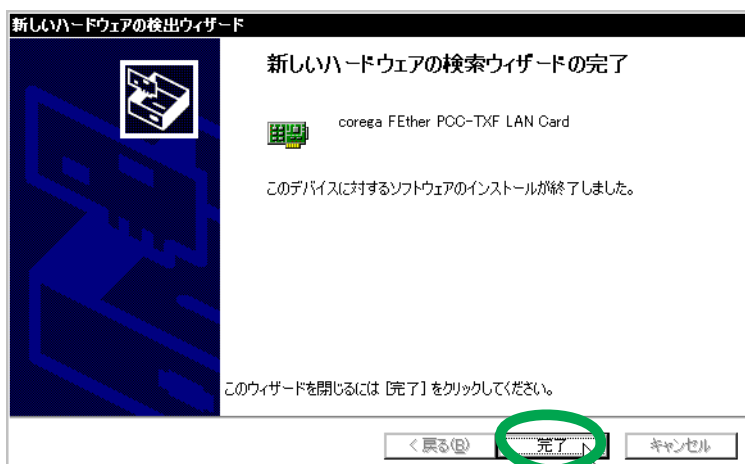 新しいハードウェアの検出ウィザード
新しいハードウェアの検索ウィザードの完了
corega FEther PCC-TXF LAN Card
このデバイスに対するソフトウェアのインストールが終了しました。
このウィザードを閉じるには [完了] をクリックしてください。
< 戻る(B)
完了
キャンセル